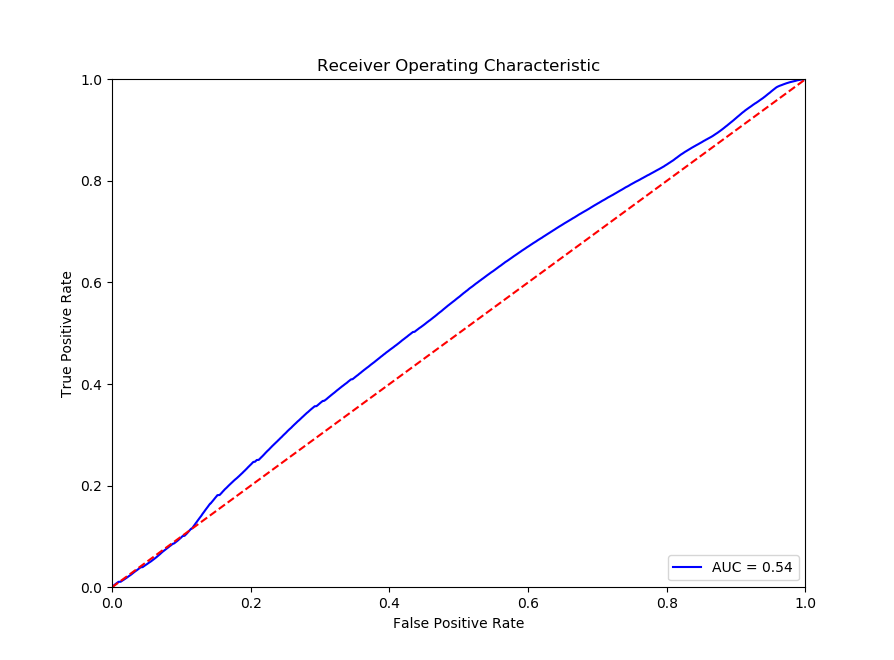 Receiver Operating Characteristic
1.0
0.8
0.6
0.4
0.2
0.0
True Positive Rate
AUC = 0.54
0.0 0.2 0.4 0.6 0.8 1.0
False Positive Rate